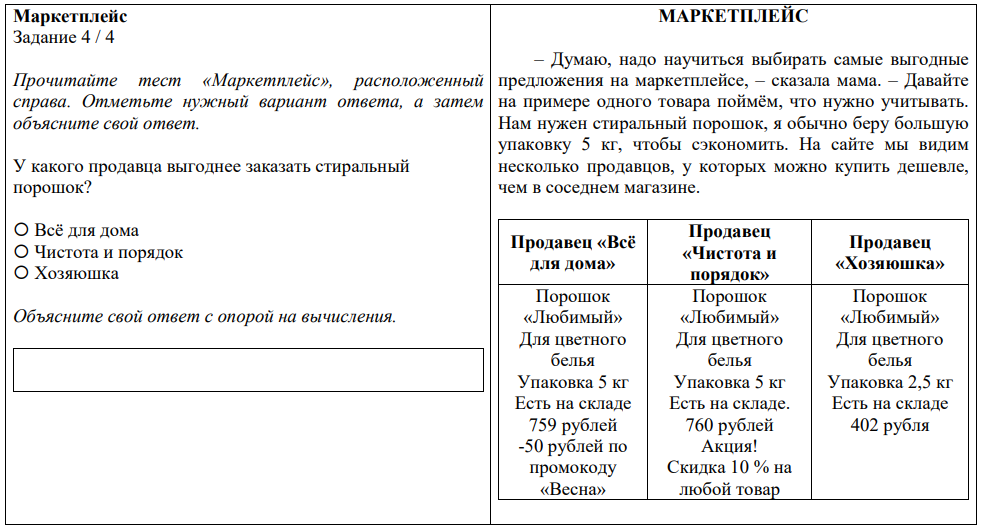 Маркетплейс
Задание 4 / 4
Прочитайте тест «Маркетплейс», расположенный
справа. Отметьте нужный вариант ответа, а затем
объясните свой ответ.
У какого продавца выгоднее заказать стиральный
порошок?
Всё для дома
Чистота и порядок
Хозяюшка
Объясните свой ответ с опорой на вычисления.
МАРКЕТПЛЕЙС
– Думаю, надо научиться выбирать самые выгодные
предложения на маркетплейсе, – сказала мама. – Давайте
на примере одного товара поймём, что нужно учитывать.
Нам нужен стиральный порошок, я обычно беру большую
упаковку 5 кг, чтобы сэкономить. На сайте мы видим
несколько продавцов, у которых можно купить дешевле,
чем в соседнем магазине.
Продавец «Всё
для дома»
Продавец
«Чистота и
порядок»
Продавец
«Хозяюшка»
Порошок
«Любимый»
Для цветного
белья
Упаковка 5 кг
Есть на складе
759 рублей
-50 рублей по
промокоду
«Весна»
Порошок
«Любимый»
Для цветного
белья
Упаковка 5 кг
Есть на складе.
760 рублей
Акция!
Скидка 10 % на
любой товар
Порошок
«Любимый»
Для цветного
белья
Упаковка 2,5 кг
Есть на складе
402 рубля